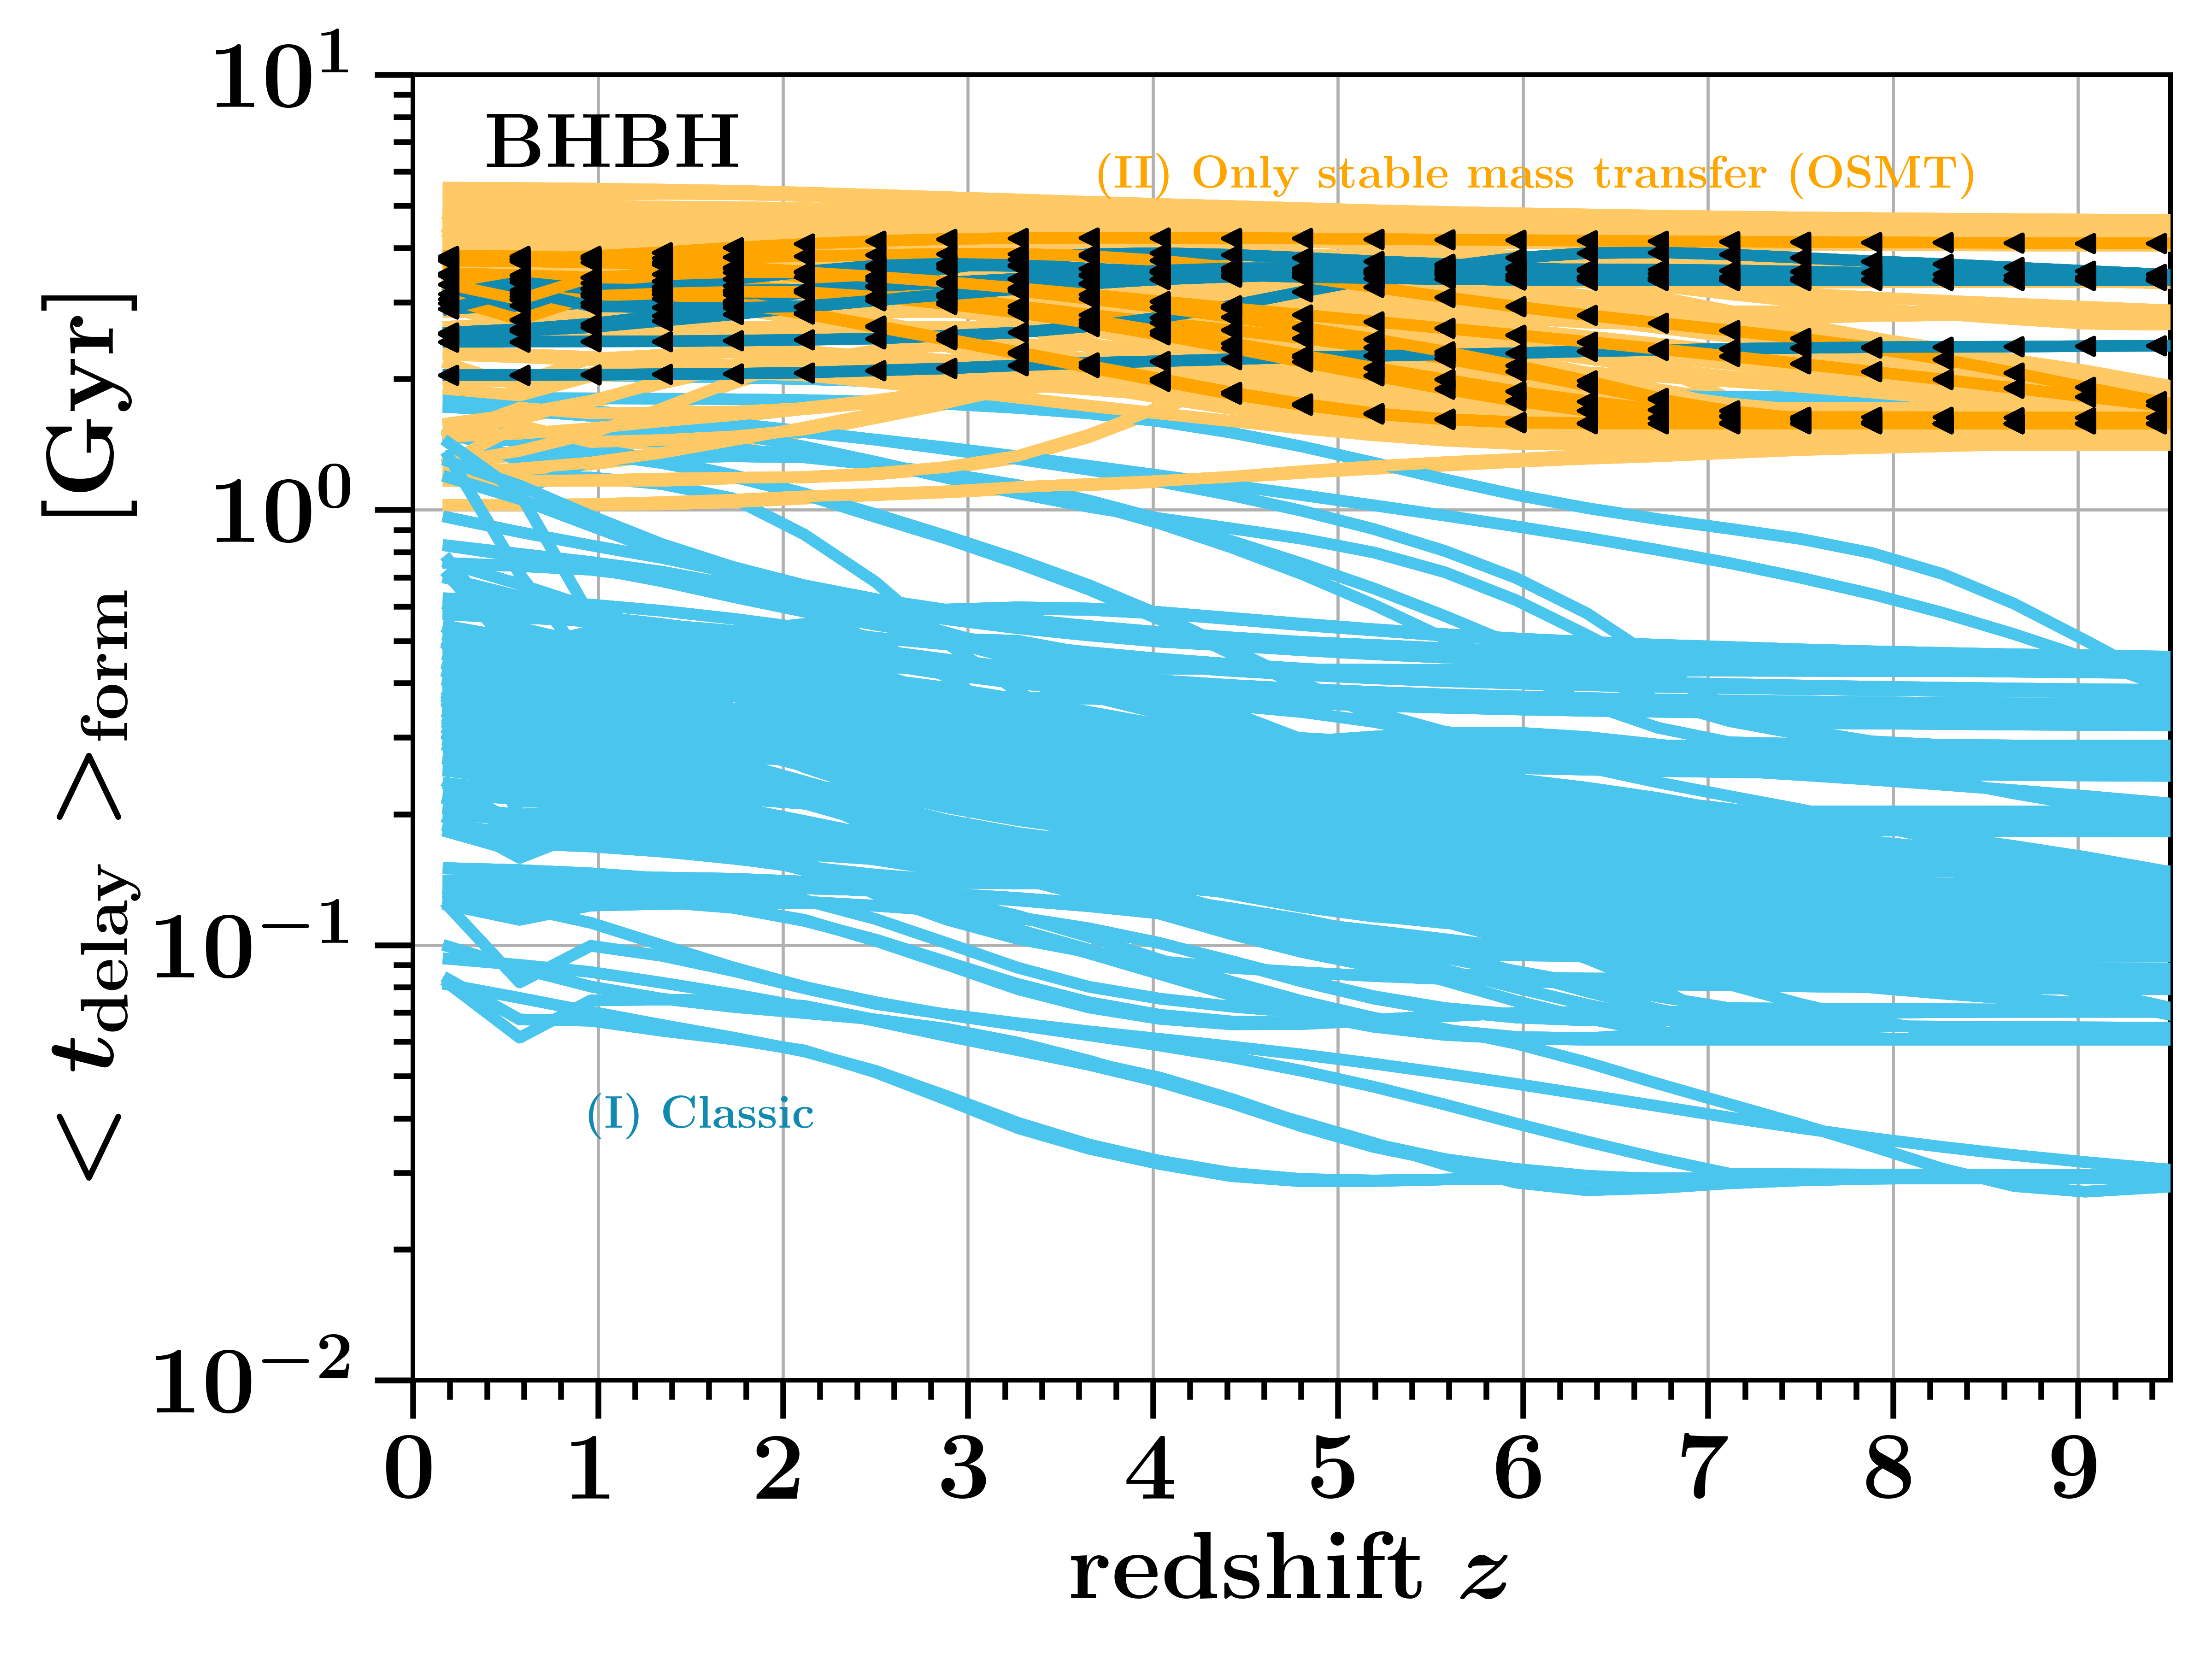 BHBH
(II) Only stable mass transfer (OSMT)
(I) Classic
< t_delay >_form [Gyr]
10^1
10^0
10^−1
10^−2
0 1 2 3 4 5 6 7 8 9
redshift z